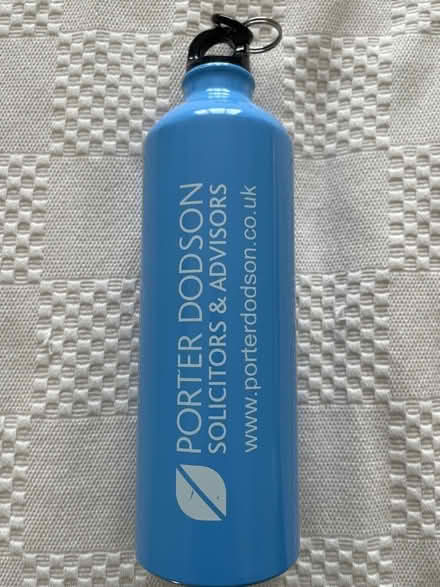 PORTER DODSON
SOLICITORS & ADVISORS
www.porterdodson.co.uk